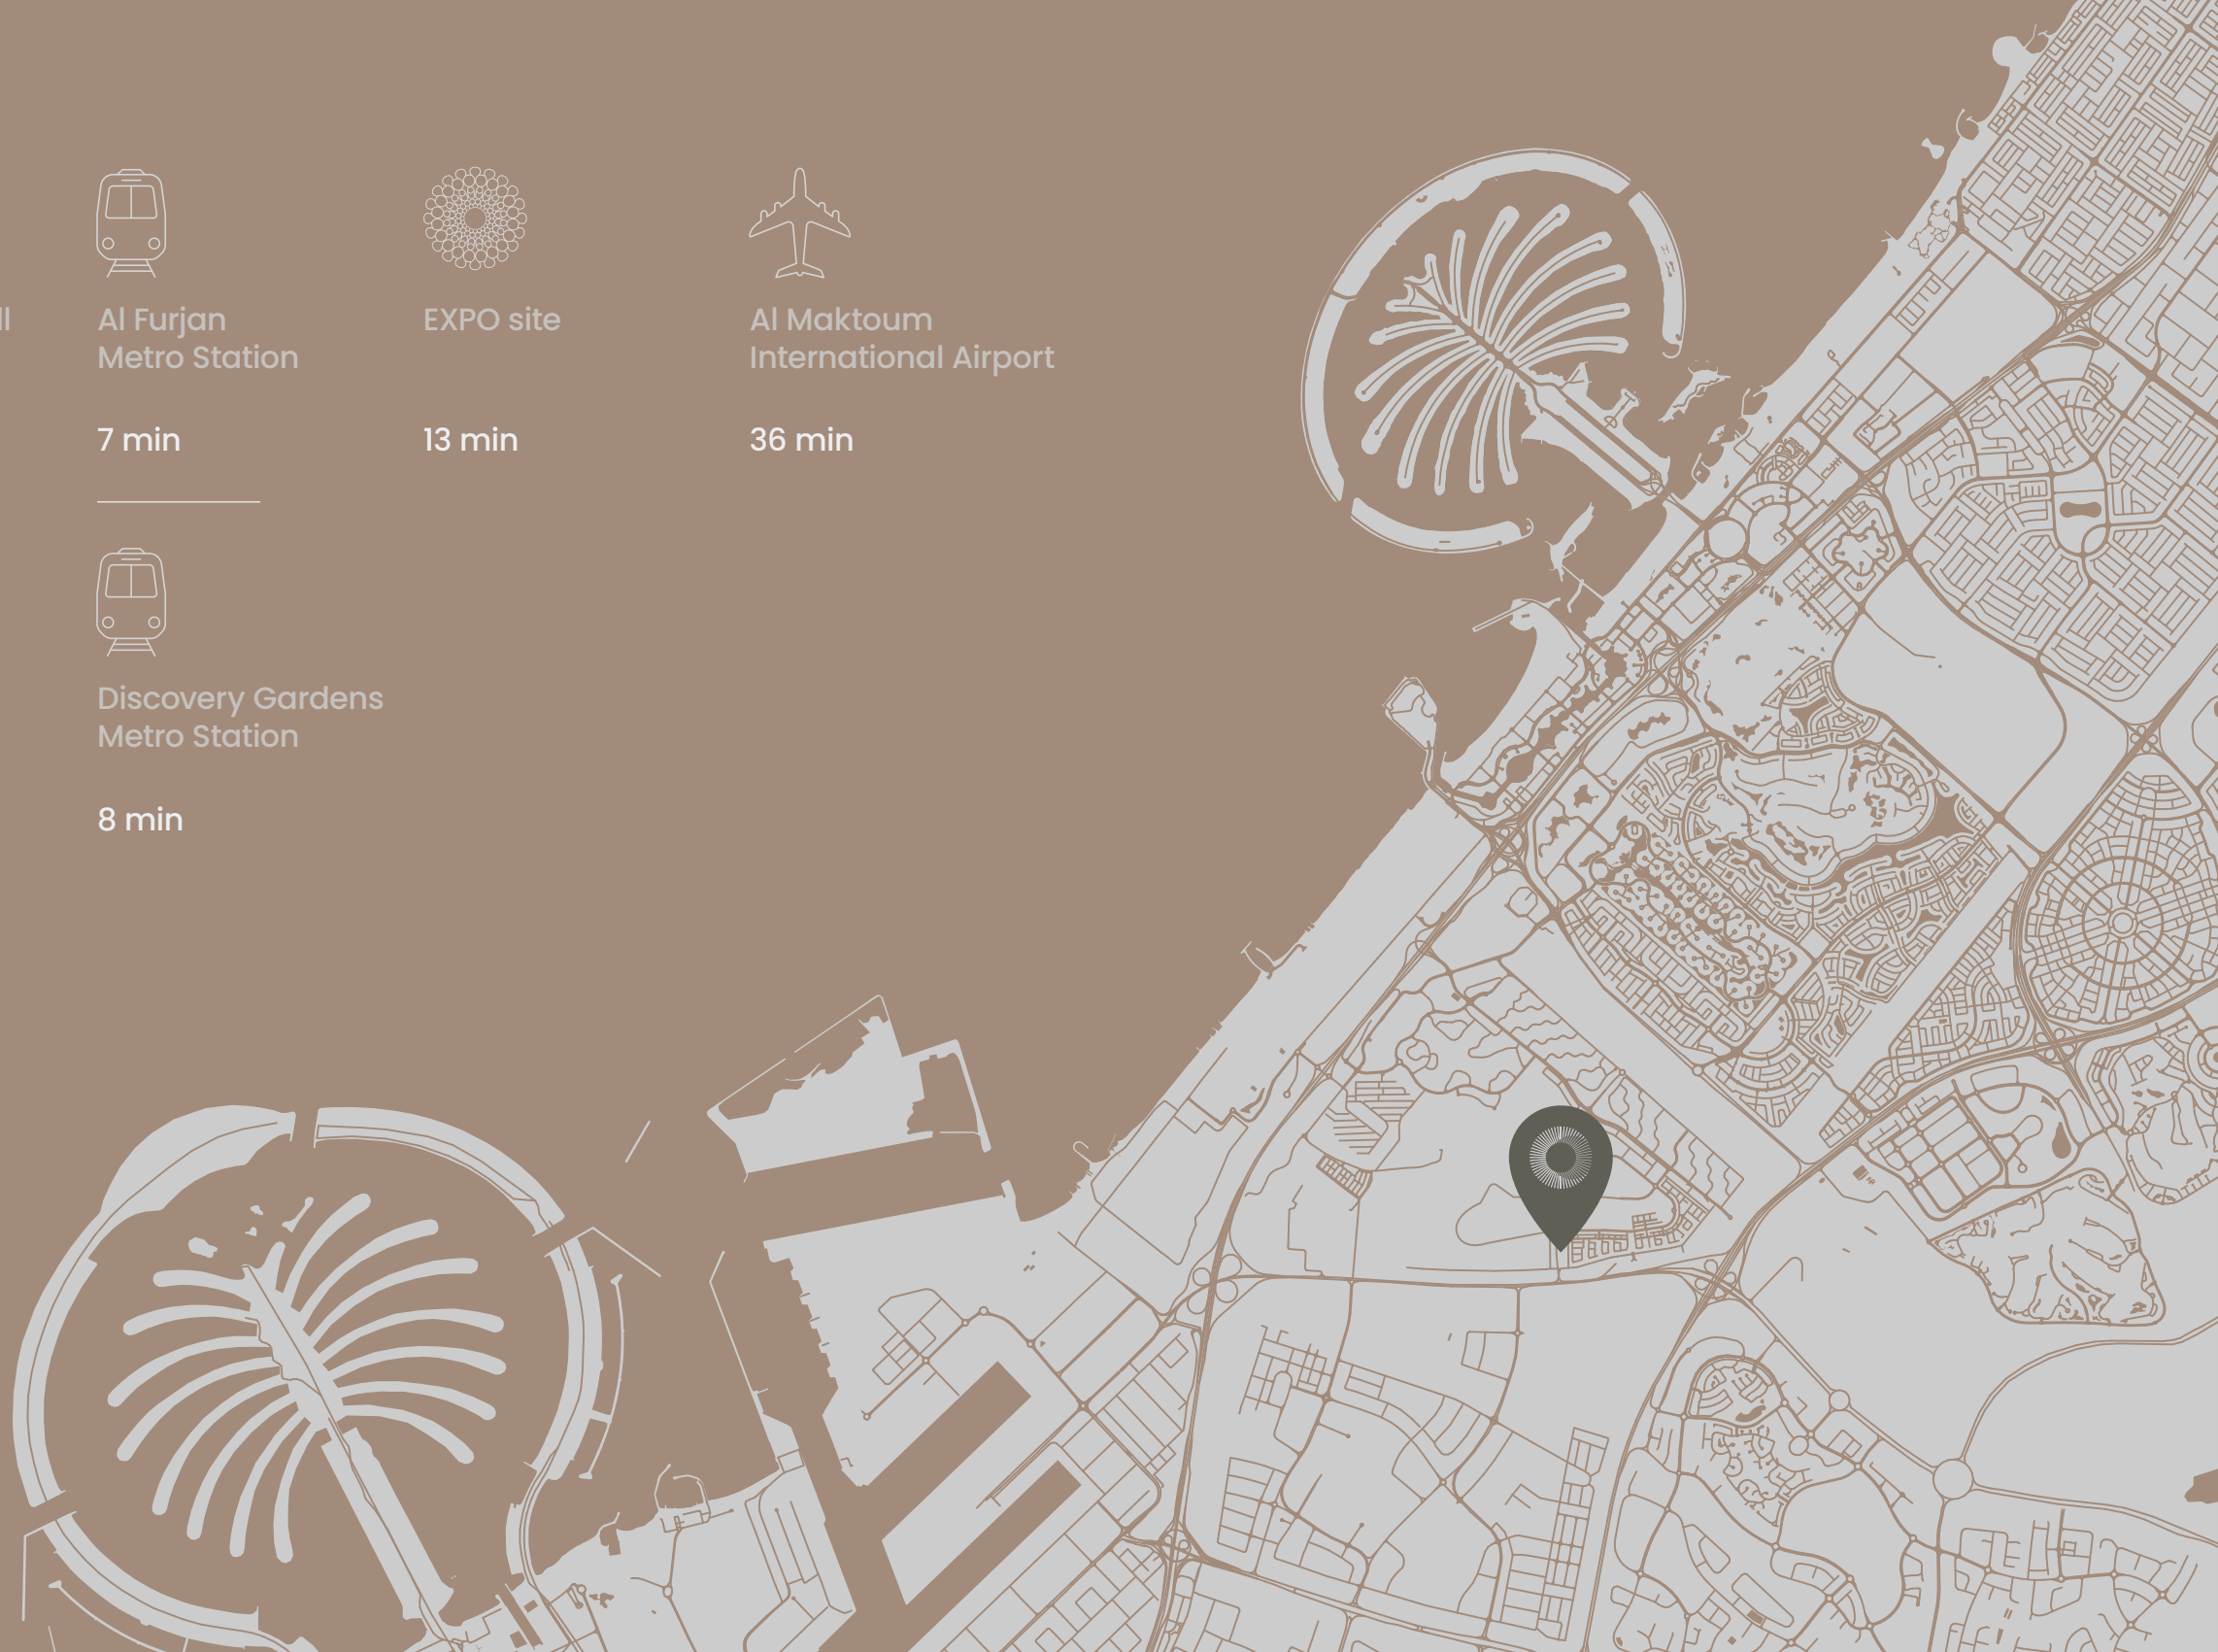 Al Furjan
Metro Station
7 min
EXPO site
13 min
Al Maktoum
International Airport
36 min
Discovery Gardens
Metro Station
8 min